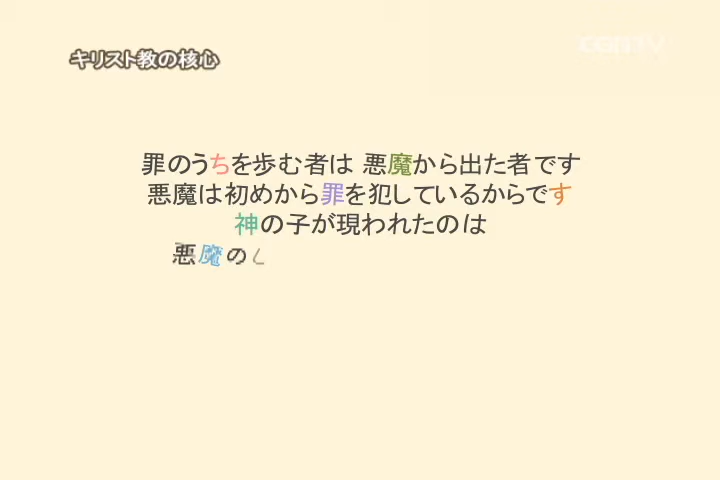 キリスト教の核心
罪のうちを歩む者は 悪魔から出た者です
悪魔は初めから罪を犯しているからです
神の子が現われたのは
悪魔の